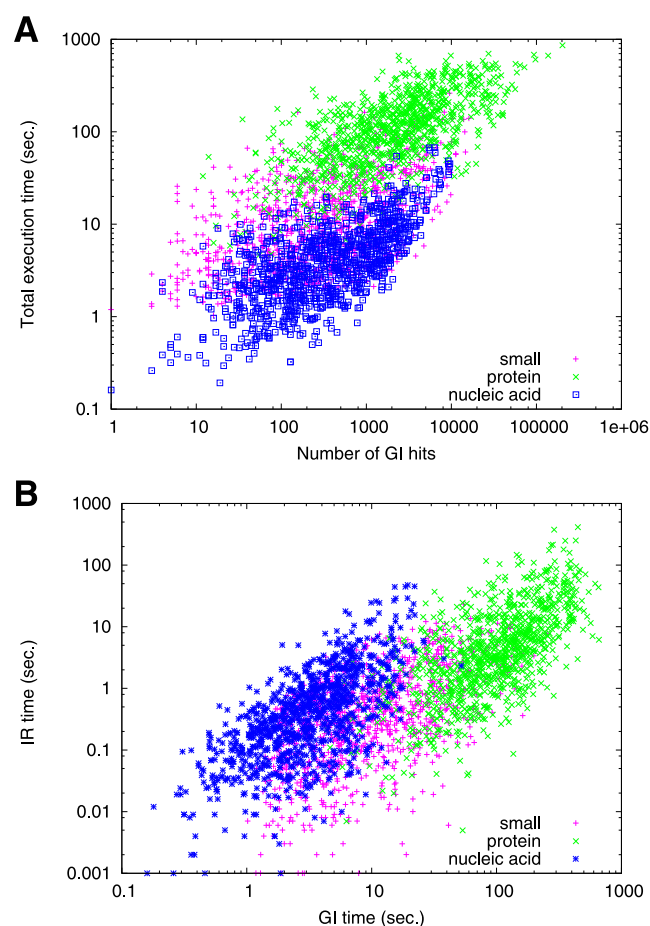 A
1000
100
10
1
0.1
Total execution time (sec.)
small
protein
nucleic acid
1 10 100 1000 10000 100000 1e+06
Number of GI hits
B
1000
100
10
1
0.1
0.01
0.001
IR time (sec.)
small
protein
nucleic acid
0.1 1 10 100 1000
GI time (sec.)